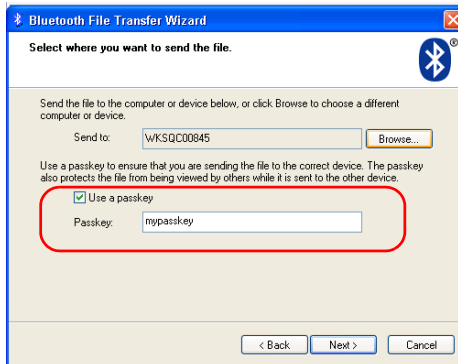 Bluetooth File Transfer Wizard
Select where you want to send the file.
Send the file to the computer or device below, or click Browse to choose a different
computer or device.
Send to: WKSQC00845 Browse...
Use a passkey to ensure that you are sending the file to the correct device. The passkey
also protects the file from being viewed by others while it is sent to the other device.
Use a passkey
Passkey: mypasskey
< Back Next > Cancel